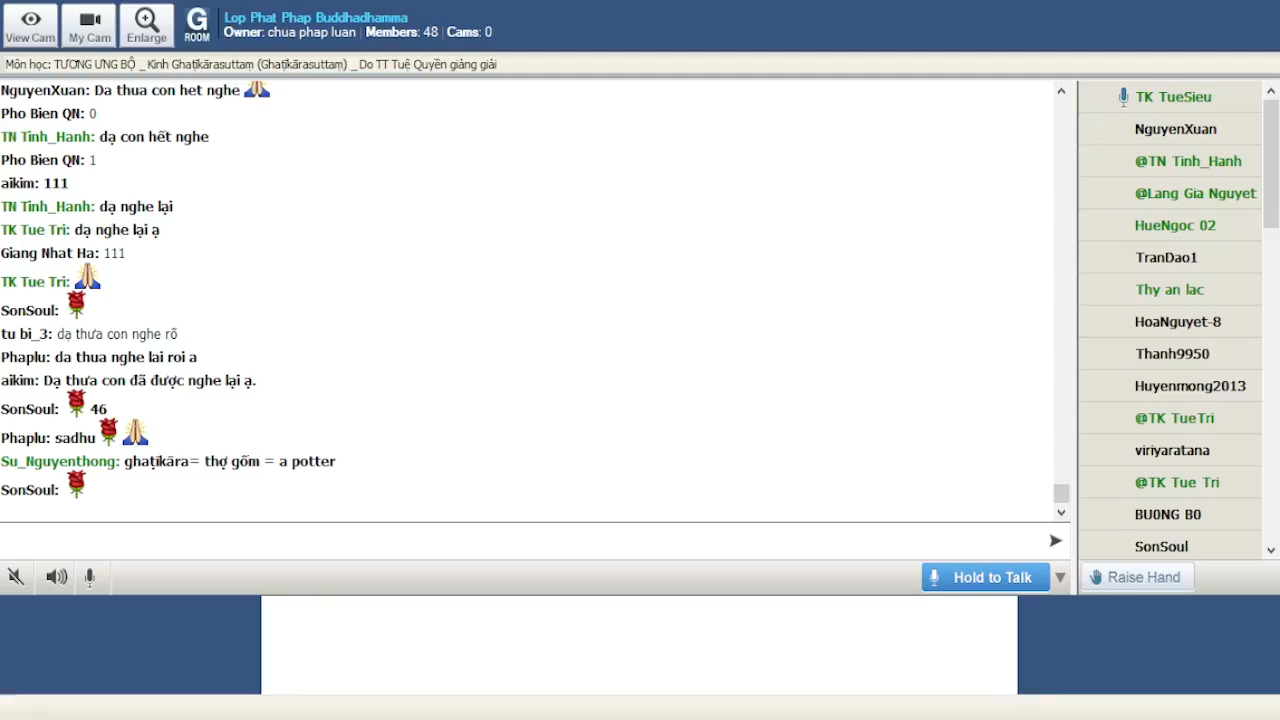 View Cam
My Cam
Enlarge
G
ROOM
Lop Phat Phap Buddhadhamma
Owner: chua phap luan | Members: 48 | Cams: 0
Môn học: TƯƠNG ƯNG BỘ _ Kinh Ghaṭīkārasuttaṃ (Ghaṭīkārasuttaṃ) _ Do TT Tuệ Quyền giảng giải
NguyenXuan: Da thua con het nghe
Pho Bien QN: 0
TN Tinh_Hanh: dạ con hết nghe
Pho Bien QN: 1
aikim: 111
TN Tinh_Hanh: dạ nghe lại
TK Tue Tri: dạ nghe lại ạ
Giang Nhat Ha: 111
TK Tue Tri:
SonSoul:
tu bi_3: dạ thưa con nghe rõ
Phaplu: da thua nghe lai roi a
aikim: Dạ thưa con đã được nghe lại ạ.
SonSoul: 46
Phaplu: sadhu
Su_Nguyenthong: ghaṭīkāra= thợ gốm = a potter
SonSoul:
TK TueSieu
NguyenXuan
@TN Tinh_Hanh
@Lang Gia Nguyet
HueNgoc 02
TranDao1
Thy an lac
HoaNguyet-8
Thanh9950
Huyenmong2013
@TK TueTri
viriyaratana
@TK Tue Tri
BU0NG B0
SonSoul
Hold to Talk
Raise Hand